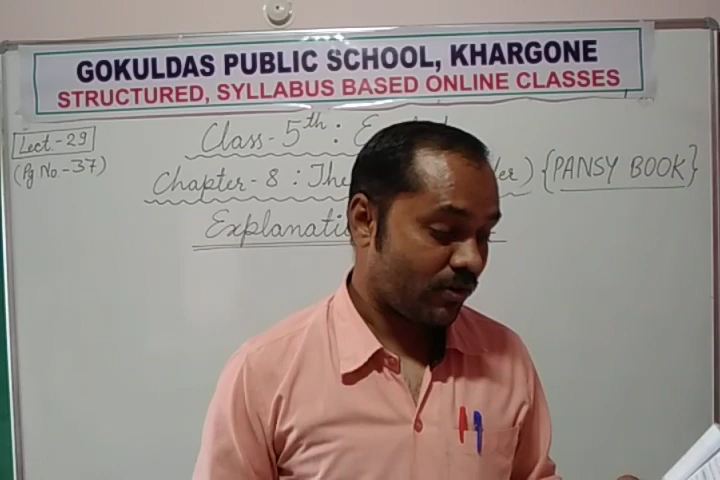 GOKULDAS PUBLIC SCHOOL, KHARGONE
STRUCTURED, SYLLABUS BASED ONLINE CLASSES
Lect.-29
(Pg No.-37)
Class-5th :
Chapter-8 : The {PANSY BOOK}